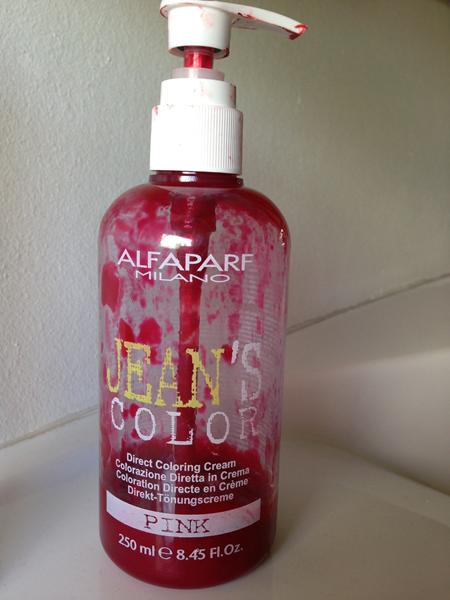 ALFAPARF
MILANO
JEAN'S
COLOR
Direct Coloring Cream
Colorazione Diretta in Crema
Coloration Directe en Crème
Direkt-Tönungscreme
PINK
250 ml ℮ 8.45 Fl.Oz.